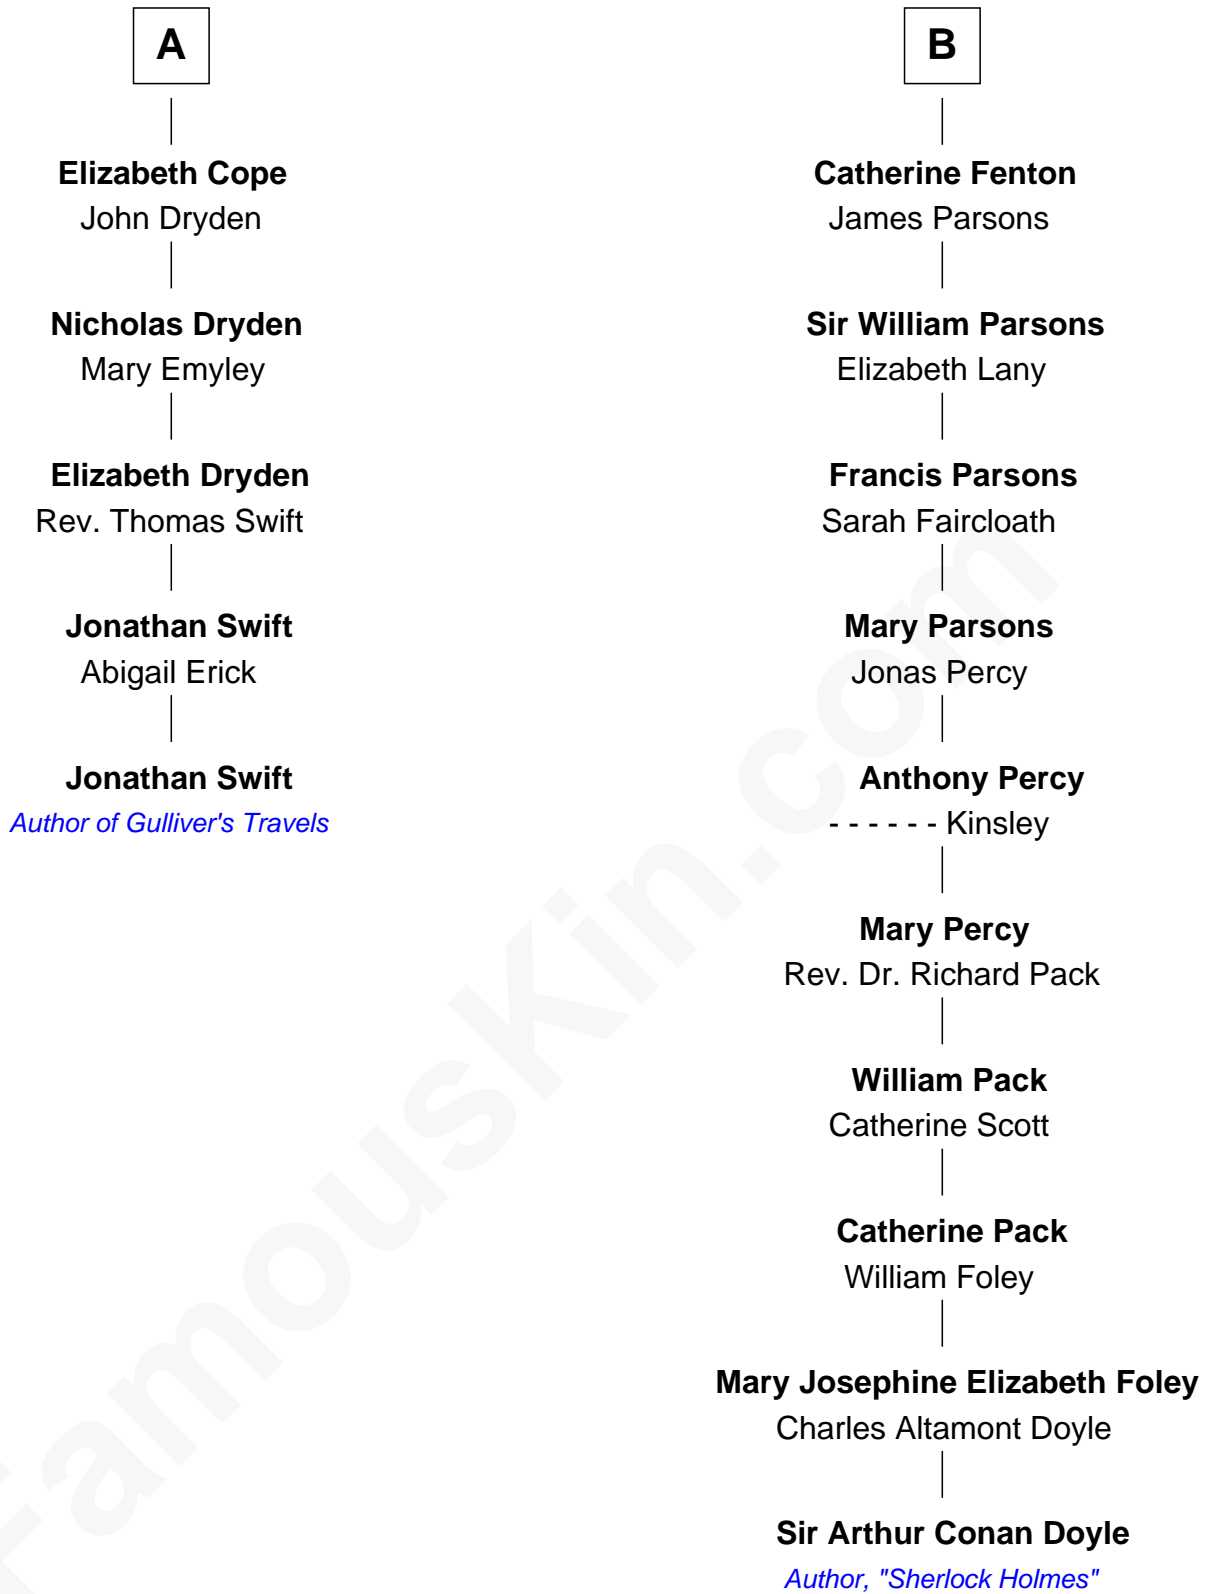 A
Elizabeth Cope
John Dryden
Nicholas Dryden
Mary Emyley
Elizabeth Dryden
Rev. Thomas Swift
Jonathan Swift
Abigail Erick
Jonathan Swift
Author of Gulliver's Travels
B
Catherine Fenton
James Parsons
Sir William Parsons
Elizabeth Lany
Francis Parsons
Sarah Faircloath
Mary Parsons
Jonas Percy
Anthony Percy
- - - - - - Kinsley
Mary Percy
Rev. Dr. Richard Pack
William Pack
Catherine Scott
Catherine Pack
William Foley
Mary Josephine Elizabeth Foley
Charles Altamont Doyle
Sir Arthur Conan Doyle
Author, "Sherlock Holmes"
FamousKin.com